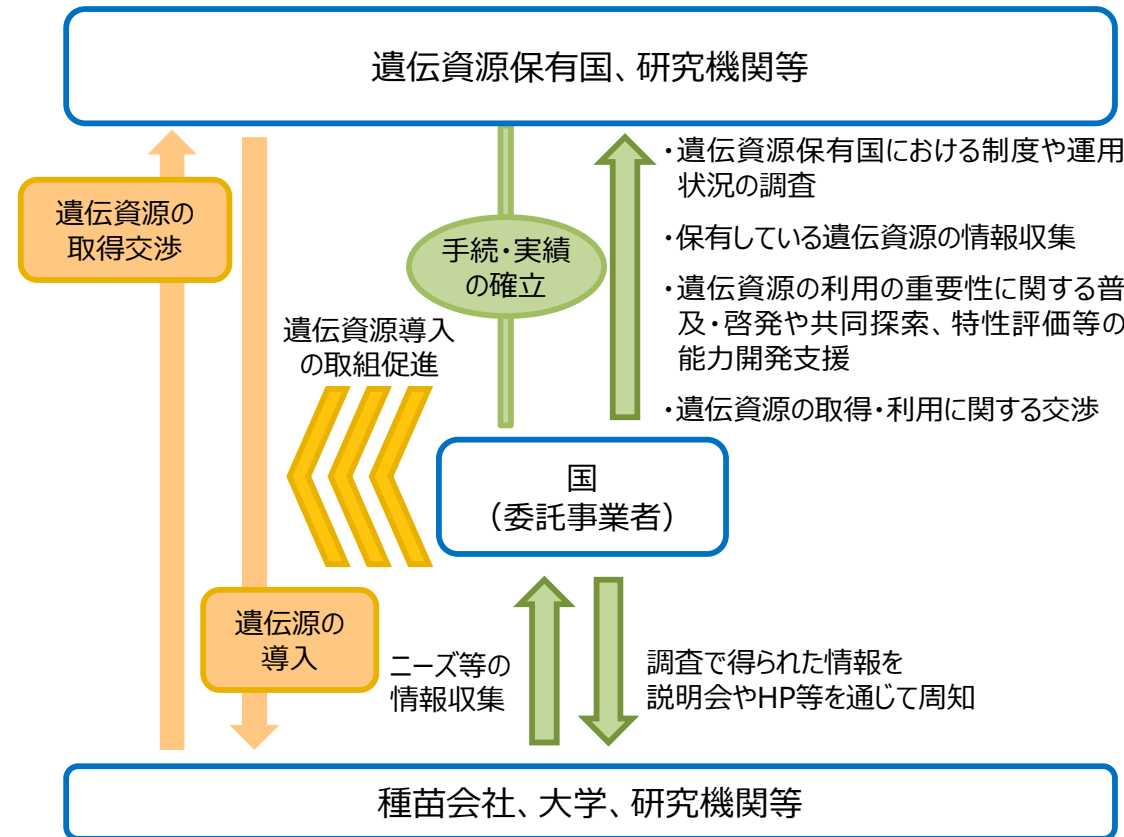 遺伝資源保有国、研究機関等
遺伝資源の
取得交渉
手続・実績
の確立
・遺伝資源保有国における制度や運用
状況の調査
・保有している遺伝資源の情報収集
・遺伝資源の利用の重要性に関する普
及・啓発や共同探索、特性評価等の
能力開発支援
・遺伝資源の取得・利用に関する交渉
遺伝資源導入
の取組促進
国
（委託事業者）
遺伝源の
導入
ニーズ等の
情報収集
調査で得られた情報を
説明会やHP等を通じて周知
種苗会社、大学、研究機関等